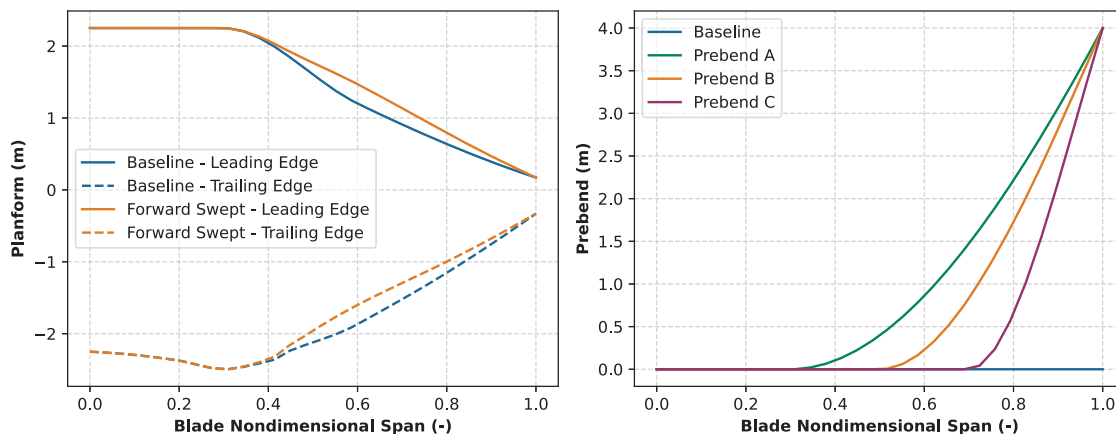 Planform (m)
2
1
0
−1
−2
Baseline - Leading Edge
Baseline - Trailing Edge
Forward Swept - Leading Edge
Forward Swept - Trailing Edge
0.0 0.2 0.4 0.6 0.8 1.0
Blade Nondimensional Span (-)
Prebend (m)
4.0
3.5
3.0
2.5
2.0
1.5
1.0
0.5
0.0
Baseline
Prebend A
Prebend B
Prebend C
0.0 0.2 0.4 0.6 0.8 1.0
Blade Nondimensional Span (-)